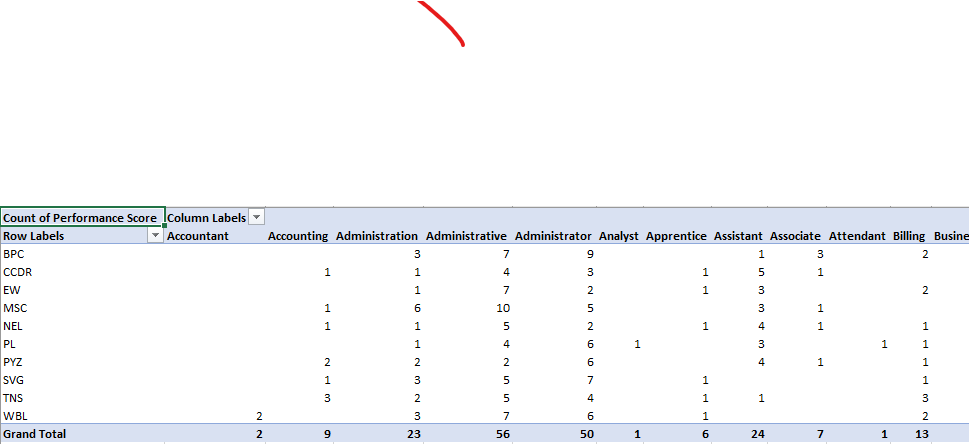 Count of Performance Score Column Labels
Row Labels Accountant Accounting Administration Administrative Administrator Analyst Apprentice Assistant Associate Attendant Billing Busine
BPC 3 7 9 1 3 2
CCDR 1 1 4 3 1 5 1
EW 1 7 2 1 3 2
MSC 1 6 10 5 3 1
NEL 1 1 5 2 1 4 1 1
PL 1 4 6 1 3 1 1
PYZ 2 2 2 6 4 1 1
SVG 1 3 5 7 1 1
TNS 3 2 5 4 1 1 3
WBL 2 3 7 6 1 2
Grand Total 2 9 23 56 50 1 6 24 7 1 13